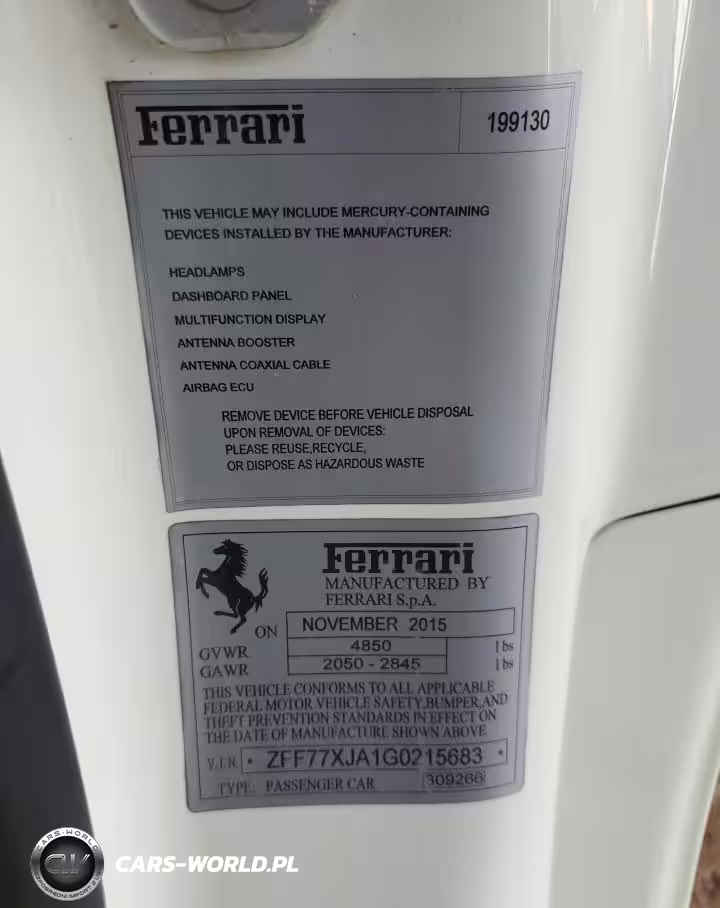 Ferrari 199130
THIS VEHICLE MAY INCLUDE MERCURY-CONTAINING
DEVICES INSTALLED BY THE MANUFACTURER:
HEADLAMPS
DASHBOARD PANEL
MULTIFUNCTION DISPLAY
ANTENNA BOOSTER
ANTENNA COAXIAL CABLE
AIRBAG ECU
REMOVE DEVICE BEFORE VEHICLE DISPOSAL
UPON REMOVAL OF DEVICES:
PLEASE REUSE,RECYCLE,
OR DISPOSE AS HAZARDOUS WASTE
Ferrari
MANUFACTURED BY
FERRARI S.p.A.
ON NOVEMBER 2015
GVWR 4850 lbs
GAWR 2050 - 2845 lbs
THIS VEHICLE CONFORMS TO ALL APPLICABLE
FEDERAL MOTOR VEHICLE SAFETY,BUMPER,AND
THEFT PREVENTION STANDARDS IN EFFECT ON
THE DATE OF MANUFACTURE SHOWN ABOVE
V.I.N. * ZFF77XJA1G0215683 *
TYPE: PASSENGER CAR 309266
CARS-WORLD
CW
CARS-WORLD.PL